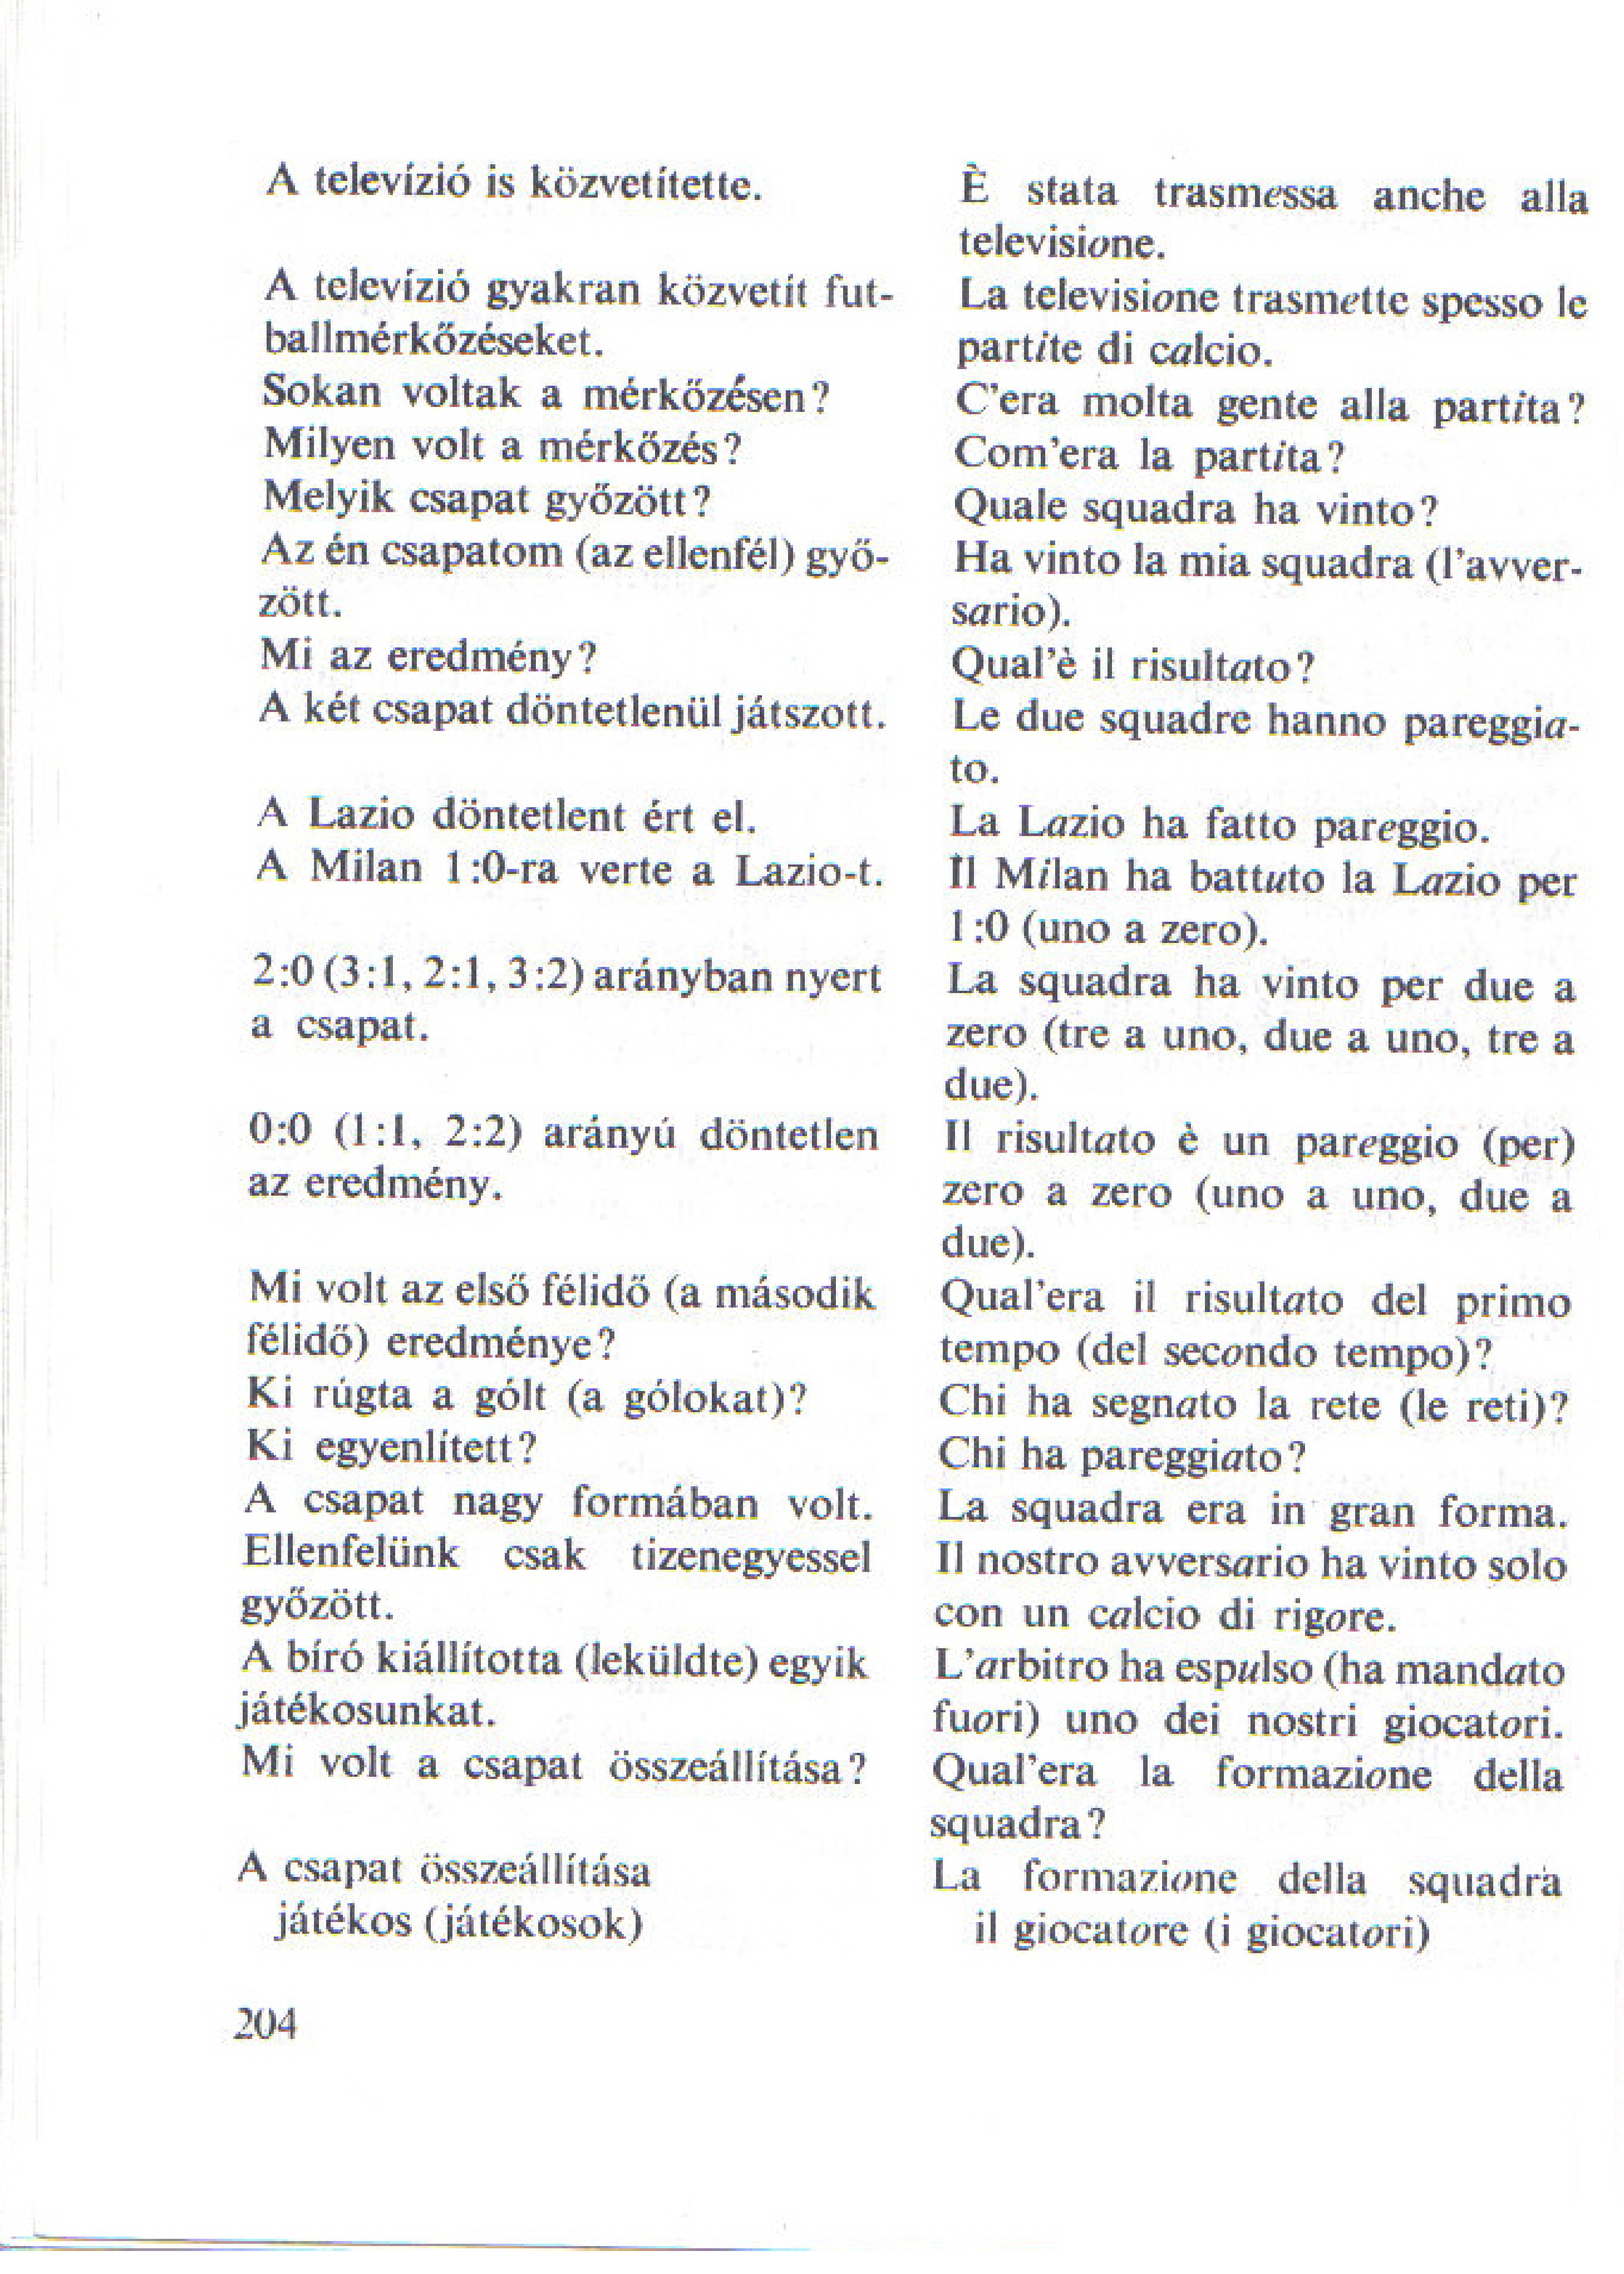 A televízió is közvetítette.
A televízió gyakran közvetít fut-
ballmérkőzéseket.
Sokan voltak a mérkőzésen?
Milyen volt a mérkőzés?
Melyik csapat győzött?
Az én csapatom (az ellenfél) győ-
zött.
Mi az eredmény?
A két csapat döntetlenül játszott.
A Lazio döntetlent ért el.
A Milan 1:0-ra verte a Lazio-t.
2:0 (3:1, 2:1, 3:2) arányban nyert
a csapat.
0:0 (1:1, 2:2) arányú döntetlen
az eredmény.
Mi volt az első félidő (a második
félidő) eredménye?
Ki rúgta a gólt (a gólokat)?
Ki egyenlített?
A csapat nagy formában volt.
Ellenfelünk csak tizenegyessel
győzött.
A bíró kiállította (leküldte) egyik
játékosunkat.
Mi volt a csapat összeállítása?
A csapat összeállítása
játékos (játékosok)
È stata trasmessa anche alla
televisione.
La televisione trasmette spesso le
partite di calcio.
C'era molta gente alla partita?
Com'era la partita?
Quale squadra ha vinto?
Ha vinto la mia squadra (l'avver-
sario).
Qual'è il risultato?
Le due squadre hanno pareggia-
to.
La Lazio ha fatto pareggio.
Il Milan ha battuto la Lazio per
1:0 (uno a zero).
La squadra ha vinto per due a
zero (tre a uno, due a uno, tre a
due).
Il risultato è un pareggio (per)
zero a zero (uno a uno, due a
due).
Qual'era il risultato del primo
tempo (del secondo tempo)?
Chi ha segnato la rete (le reti)?
Chi ha pareggiato?
La squadra era in gran forma.
Il nostro avversario ha vinto solo
con un calcio di rigore.
L'arbitro ha espulso (ha mandato
fuori) uno dei nostri giocatori.
Qual'era la formazione della
squadra?
La formazione della squadra
il giocatore (i giocatori)
204